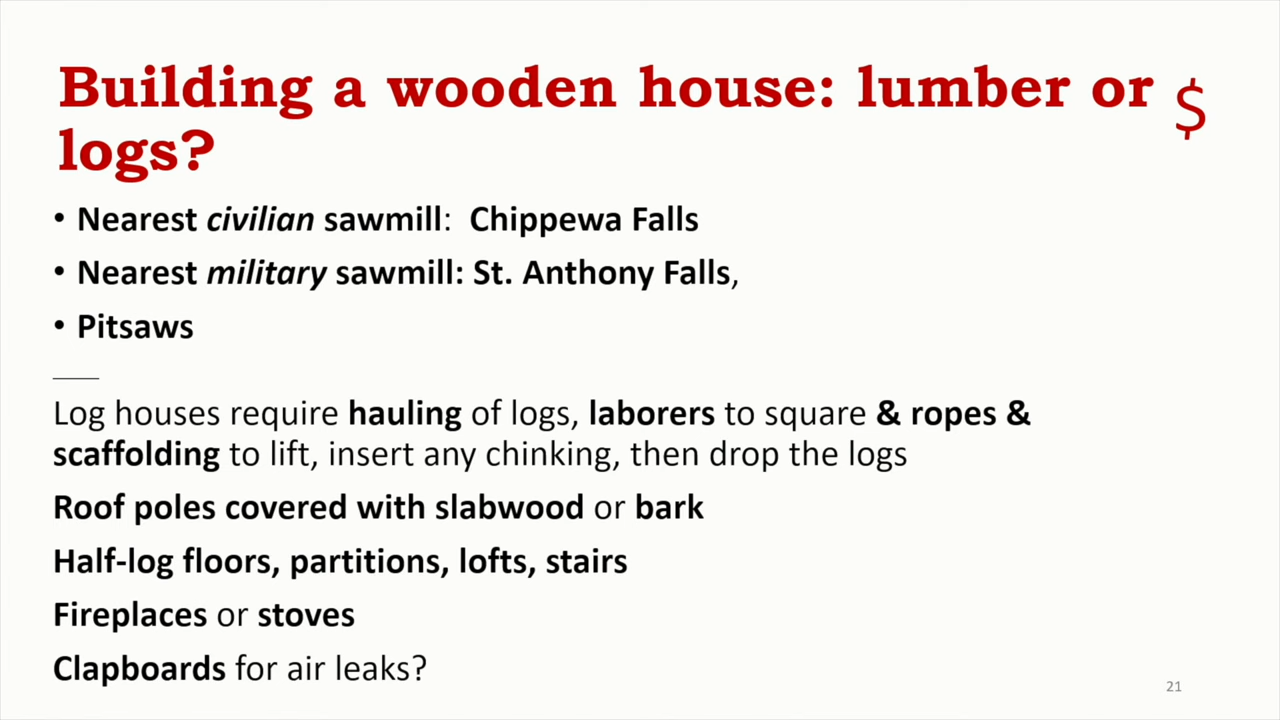 Building a wooden house: lumber or $
logs?
• Nearest civilian sawmill:  Chippewa Falls
• Nearest military sawmill: St. Anthony Falls,
• Pitsaws
Log houses require hauling of logs, laborers to square & ropes &
scaffolding to lift, insert any chinking, then drop the logs
Roof poles covered with slabwood or bark
Half-log floors, partitions, lofts, stairs
Fireplaces or stoves
Clapboards for air leaks?
21